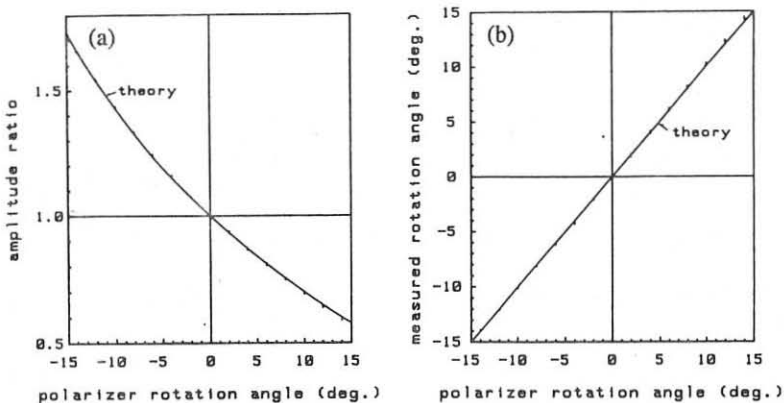 (a)
theory
1.5
1.0
0.5
amplitude ratio
-15 -10 -5 0 5 10 15
polarizer rotation angle (deg.)
(b)
theory
15
10
5
0
-5
-10
-15
measured rotation angle (deg.)
-15 -10 -5 0 5 10 15
polarizer rotation angle (deg.)